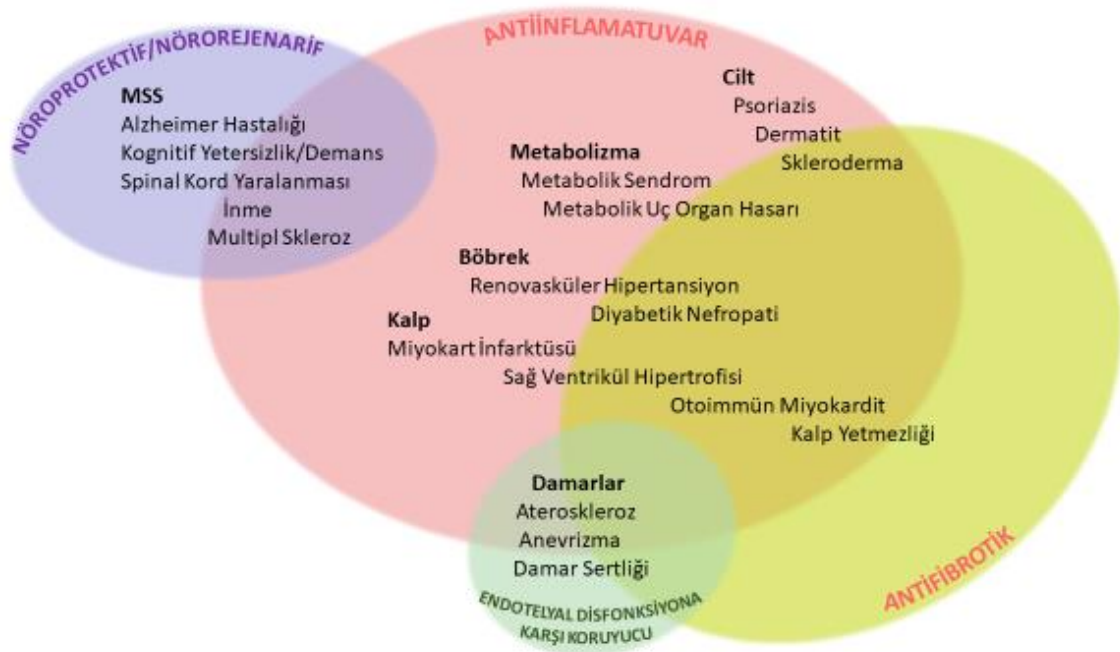 NÖROPROTEKTİF/NÖROREJENARİF
MSS
Alzheimer Hastalığı
Kognitif Yetersizlik/Demans
Spinal Kord Yaralanması
İnme
Multipl Skleroz
ANTİİNFLAMATUVAR
Cilt
Psoriazis
Dermatit
Skleroderma
Metabolizma
Metabolik Sendrom
Metabolik Uç Organ Hasarı
Böbrek
Renovasküler Hipertansiyon
Diyabetik Nefropati
Kalp
Miyokart İnfarktüsü
Sağ Ventrikül Hipertrofisi
Otoimmün Miyokardit
Kalp Yetmezliği
Damarlar
Ateroskleroz
Anevrizma
Damar Sertliği
ENDOTELYAL DİSFONKSİYONA
KARŞI KORUYUCU
ANTİFİBROTİK